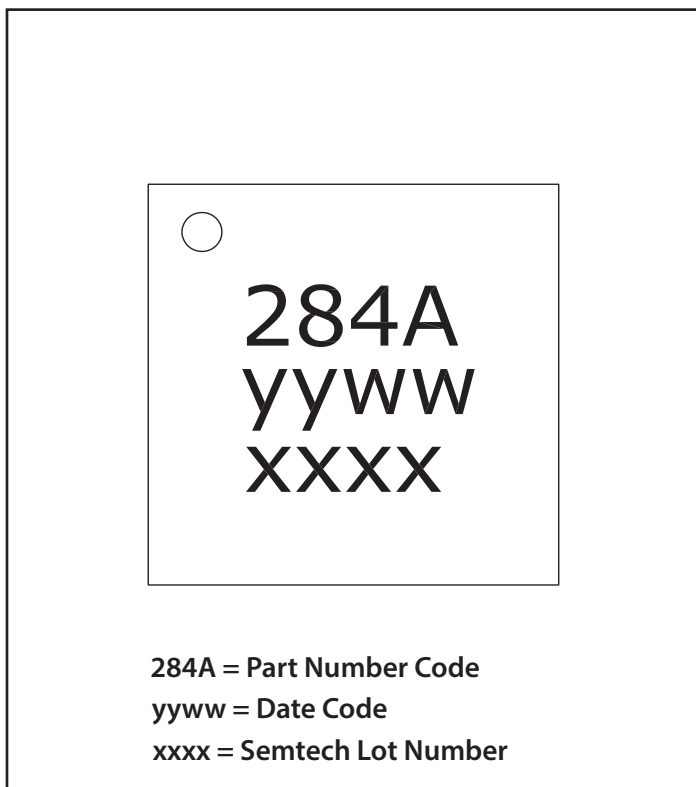 284A
yyww
xxxx
284A = Part Number Code
yyww = Date Code
xxxx = Semtech Lot Number